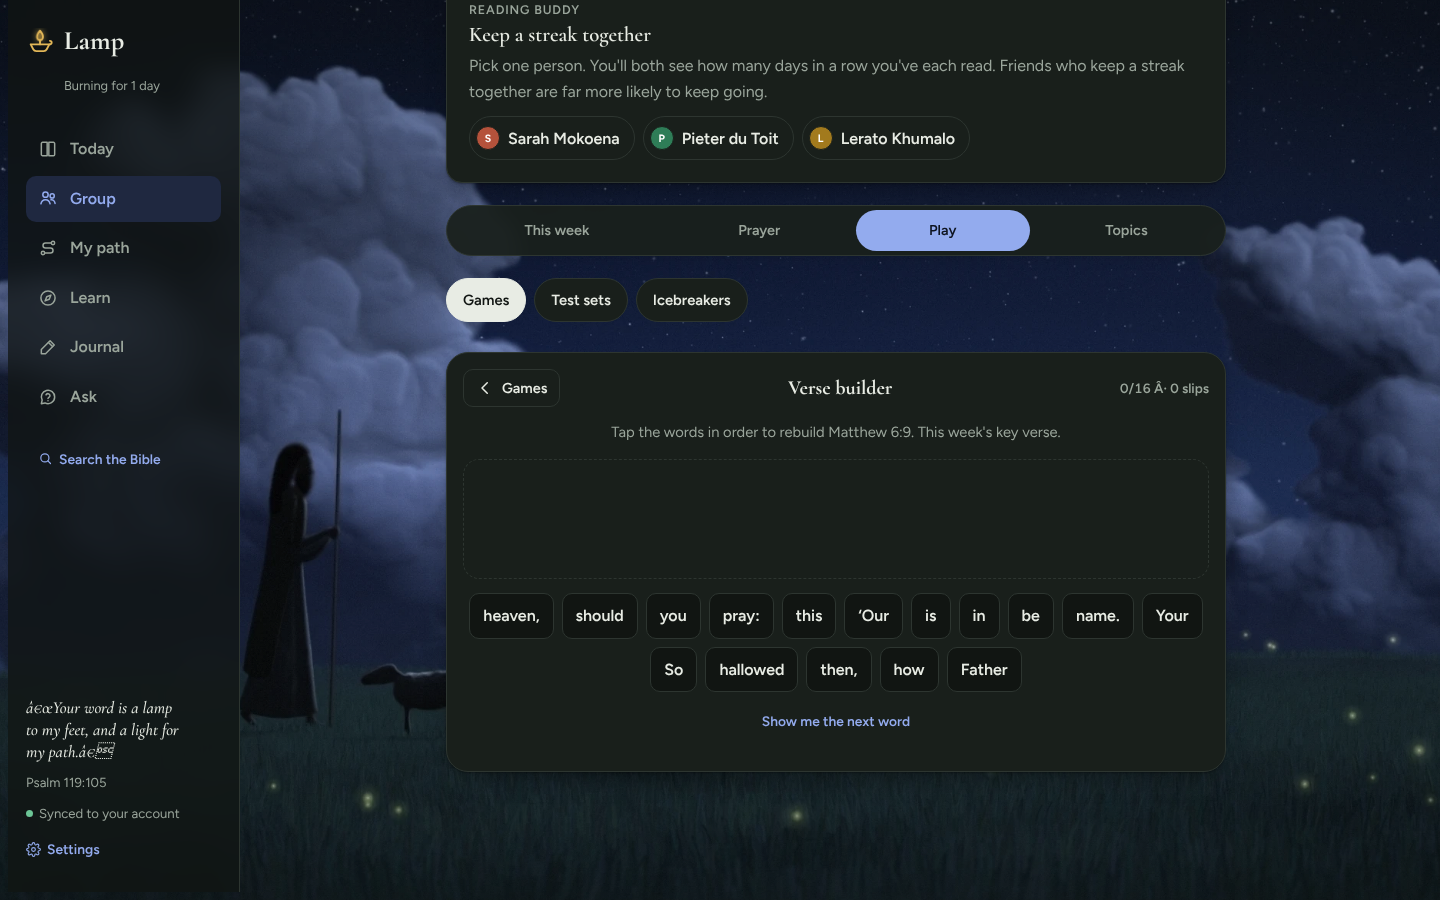 Lamp
Burning for 1 day
Today
Group
My path
Learn
Journal
Ask
Search the Bible
â€œYour word is a lamp
to my feet, and a light for
my path.â€
Psalm 119:105
Synced to your account
Settings
READING BUDDY
Keep a streak together
Pick one person. You'll both see how many days in a row you've each read. Friends who keep a streak
together are far more likely to keep going.
S Sarah Mokoena P Pieter du Toit L Lerato Khumalo
This week Prayer Play Topics
Games Test sets Icebreakers
Games Verse builder 0/16 Â· 0 slips
Tap the words in order to rebuild Matthew 6:9. This week's key verse.
heaven, should you pray: this ‘Our is in be name. Your
So hallowed then, how Father
Show me the next word